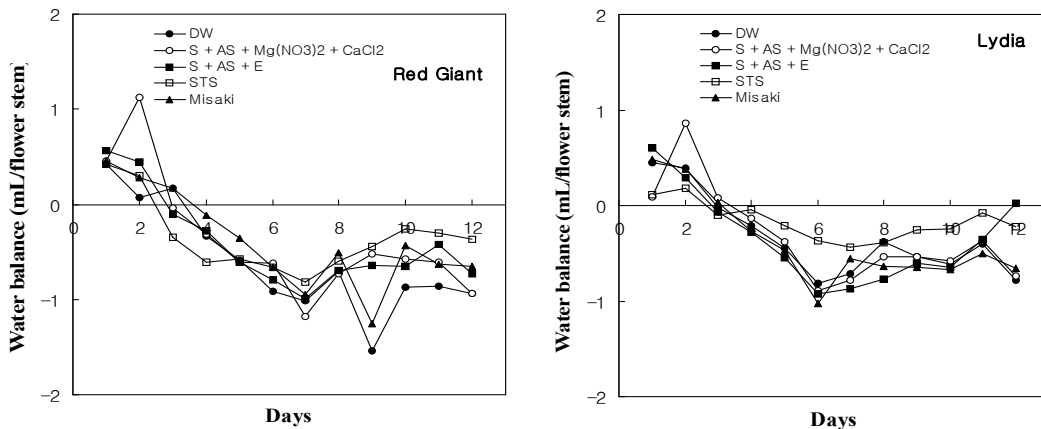 2
1
0
−1
−2
Water balance (mL/flower stem)
DW
S + AS + Mg(NO3)2 + CaCl2
S + AS + E
STS
Misaki
Red Giant
0 2 4 6 8 10 12
Days
2
1
0
−1
−2
Water balance (mL/flower stem)
DW
S + AS + Mg(NO3)2 + CaCl2
S + AS + E
STS
Misaki
Lydia
0 2 4 6 8 10 12
Days